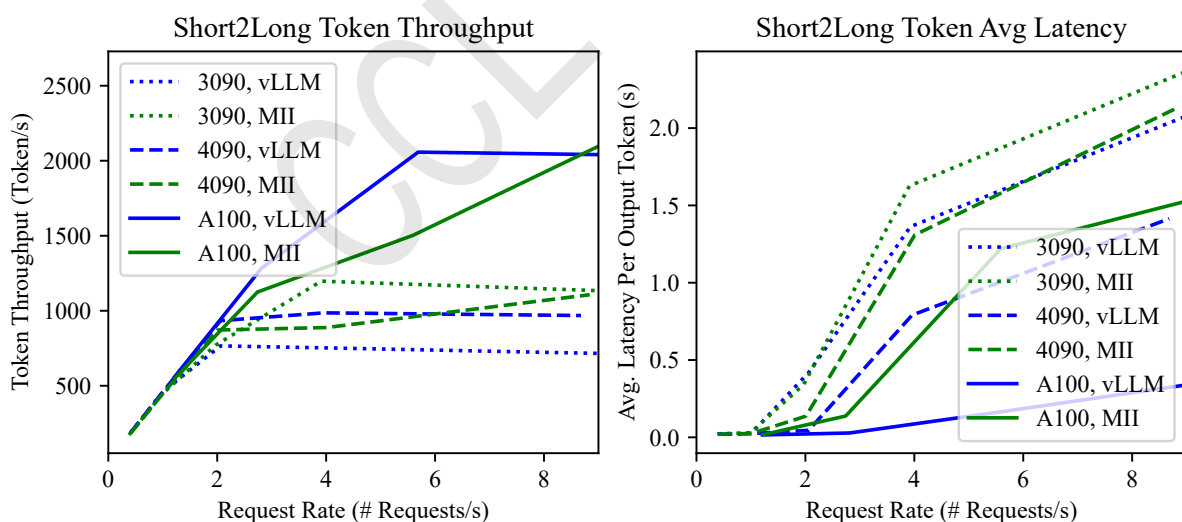 Short2Long Token Throughput
Token Throughput (Token/s)
2500
2000
1500
1000
500
3090, vLLM
3090, MII
4090, vLLM
4090, MII
A100, vLLM
A100, MII
0
2
4
6
8
Request Rate (# Requests/s)
Short2Long Token Avg Latency
Avg. Latency Per Output Token (s)
2.0
1.5
1.0
0.5
0.0
3090, vLLM
3090, MII
4090, vLLM
4090, MII
A100, vLLM
A100, MII
0
2
4
6
8
Request Rate (# Requests/s)
CCL